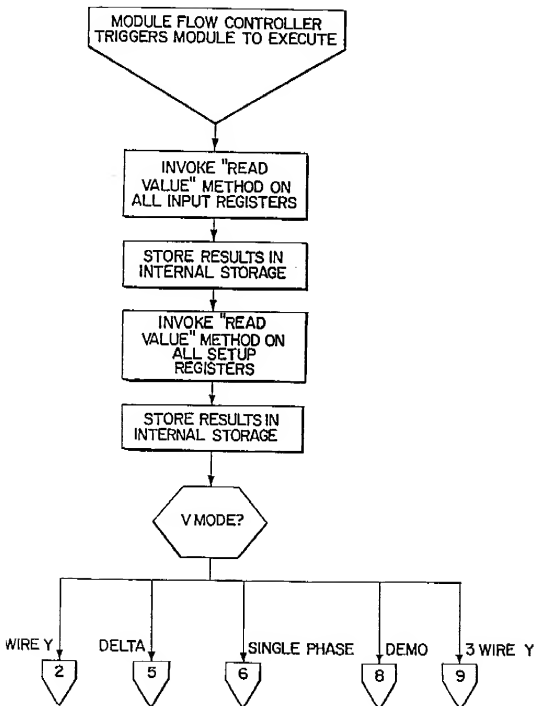 MODULE FLOW CONTROLLER
TRIGGERS MODULE TO EXECUTE
INVOKE "READ
VALUE" METHOD ON
ALL INPUT REGISTERS
STORE RESULTS IN
INTERNAL STORAGE
INVOKE "READ
VALUE" METHOD ON
ALL SETUP
REGISTERS
STORE RESULTS IN
INTERNAL STORAGE
V MODE?
WIRE Y
DELTA
SINGLE PHASE
DEMO
3 WIRE Y
2
5
6
8
9